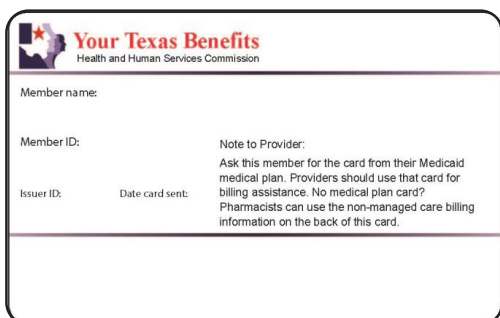 Your Texas Benefits
Health and Human Services Commission
Member name:
Member ID:
Note to Provider:
Ask this member for the card from their Medicaid
medical plan. Providers should use that card for
billing assistance. No medical plan card?
Pharmacists can use the non-managed care billing
information on the back of this card.
Issuer ID:
Date card sent: